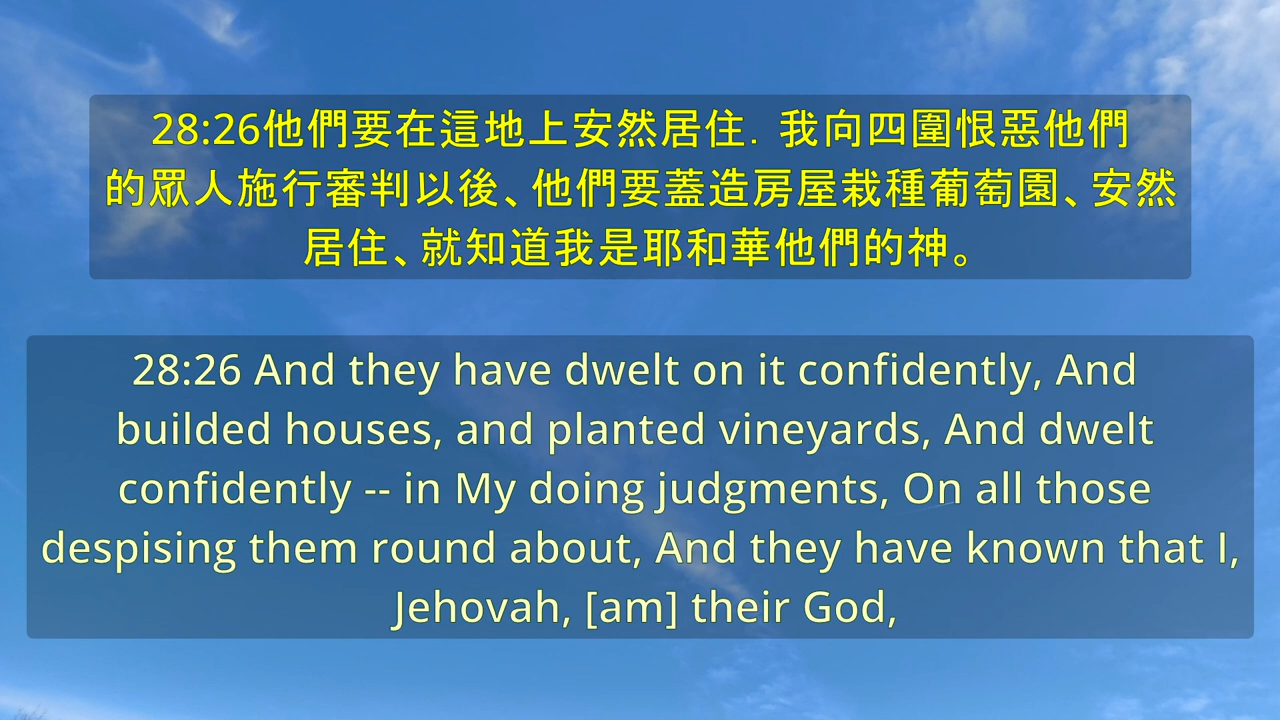 28:26他們要在這地上安然居住．我向四圍恨惡他們
的眾人施行審判以後、他們要蓋造房屋栽種葡萄園、安然
居住、就知道我是耶和華他們的神。
28:26 And they have dwelt on it confidently, And
builded houses, and planted vineyards, And dwelt
confidently -- in My doing judgments, On all those
despising them round about, And they have known that I,
Jehovah, [am] their God,